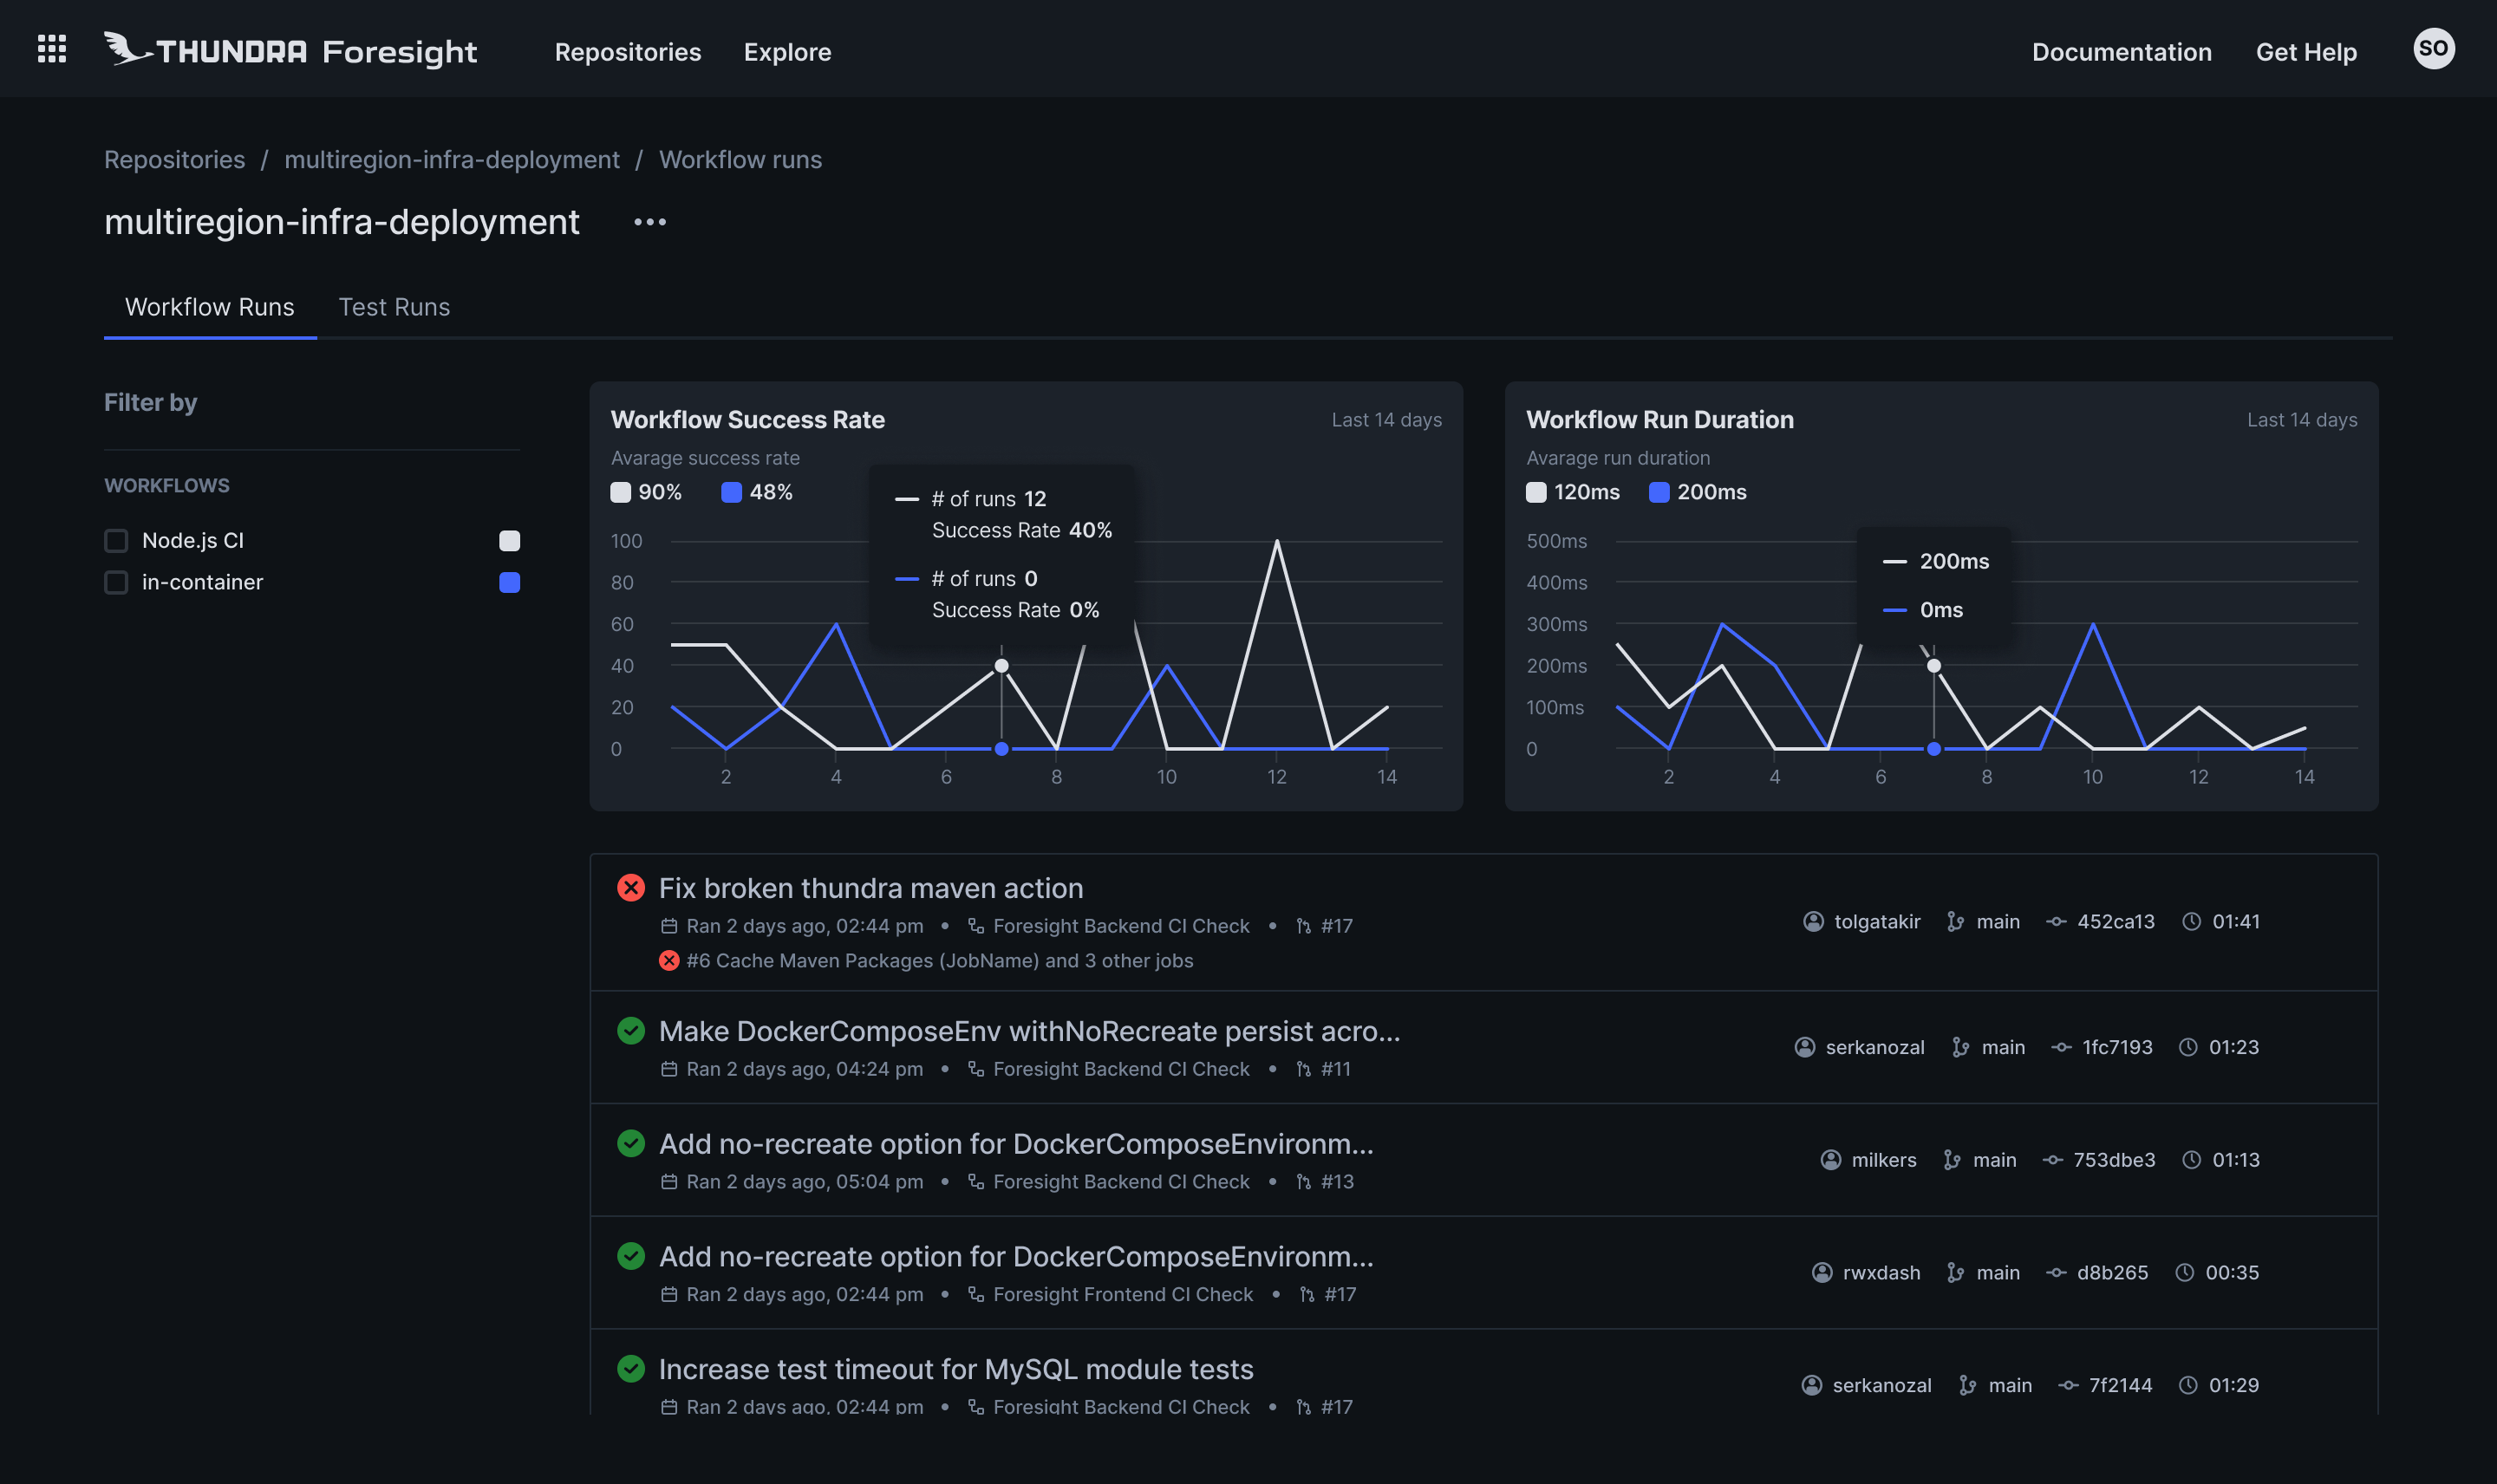 THUNDRA Foresight Repositories Explore Documentation Get Help SO
Repositories / multiregion-infra-deployment / Workflow runs
multiregion-infra-deployment
Workflow Runs Test Runs
Filter by
WORKFLOWS
Node.js CI
in-container
Workflow Success Rate Last 14 days
Avarage success rate
90% 48%
# of runs 12
Success Rate 40%
# of runs 0
Success Rate 0%
100
80
60
40
20
0
2 4 6 8 10 12 14
Workflow Run Duration Last 14 days
Avarage run duration
120ms 200ms
200ms
0ms
500ms
400ms
300ms
200ms
100ms
0
2 4 6 8 10 12 14
Fix broken thundra maven action
Ran 2 days ago, 02:44 pm • Foresight Backend CI Check • #17
#6 Cache Maven Packages (JobName) and 3 other jobs
tolgatakir main 452ca13 01:41
Make DockerComposeEnv withNoRecreate persist acro...
Ran 2 days ago, 04:24 pm • Foresight Backend CI Check • #11
serkanozal main 1fc7193 01:23
Add no-recreate option for DockerComposeEnvironm...
Ran 2 days ago, 05:04 pm • Foresight Backend CI Check • #13
milkers main 753dbe3 01:13
Add no-recreate option for DockerComposeEnvironm...
Ran 2 days ago, 02:44 pm • Foresight Frontend CI Check • #17
rwxdash main d8b265 00:35
Increase test timeout for MySQL module tests
Ran 2 days ago, 02:44 pm • Foresight Backend CI Check • #17
serkanozal main 7f2144 01:29